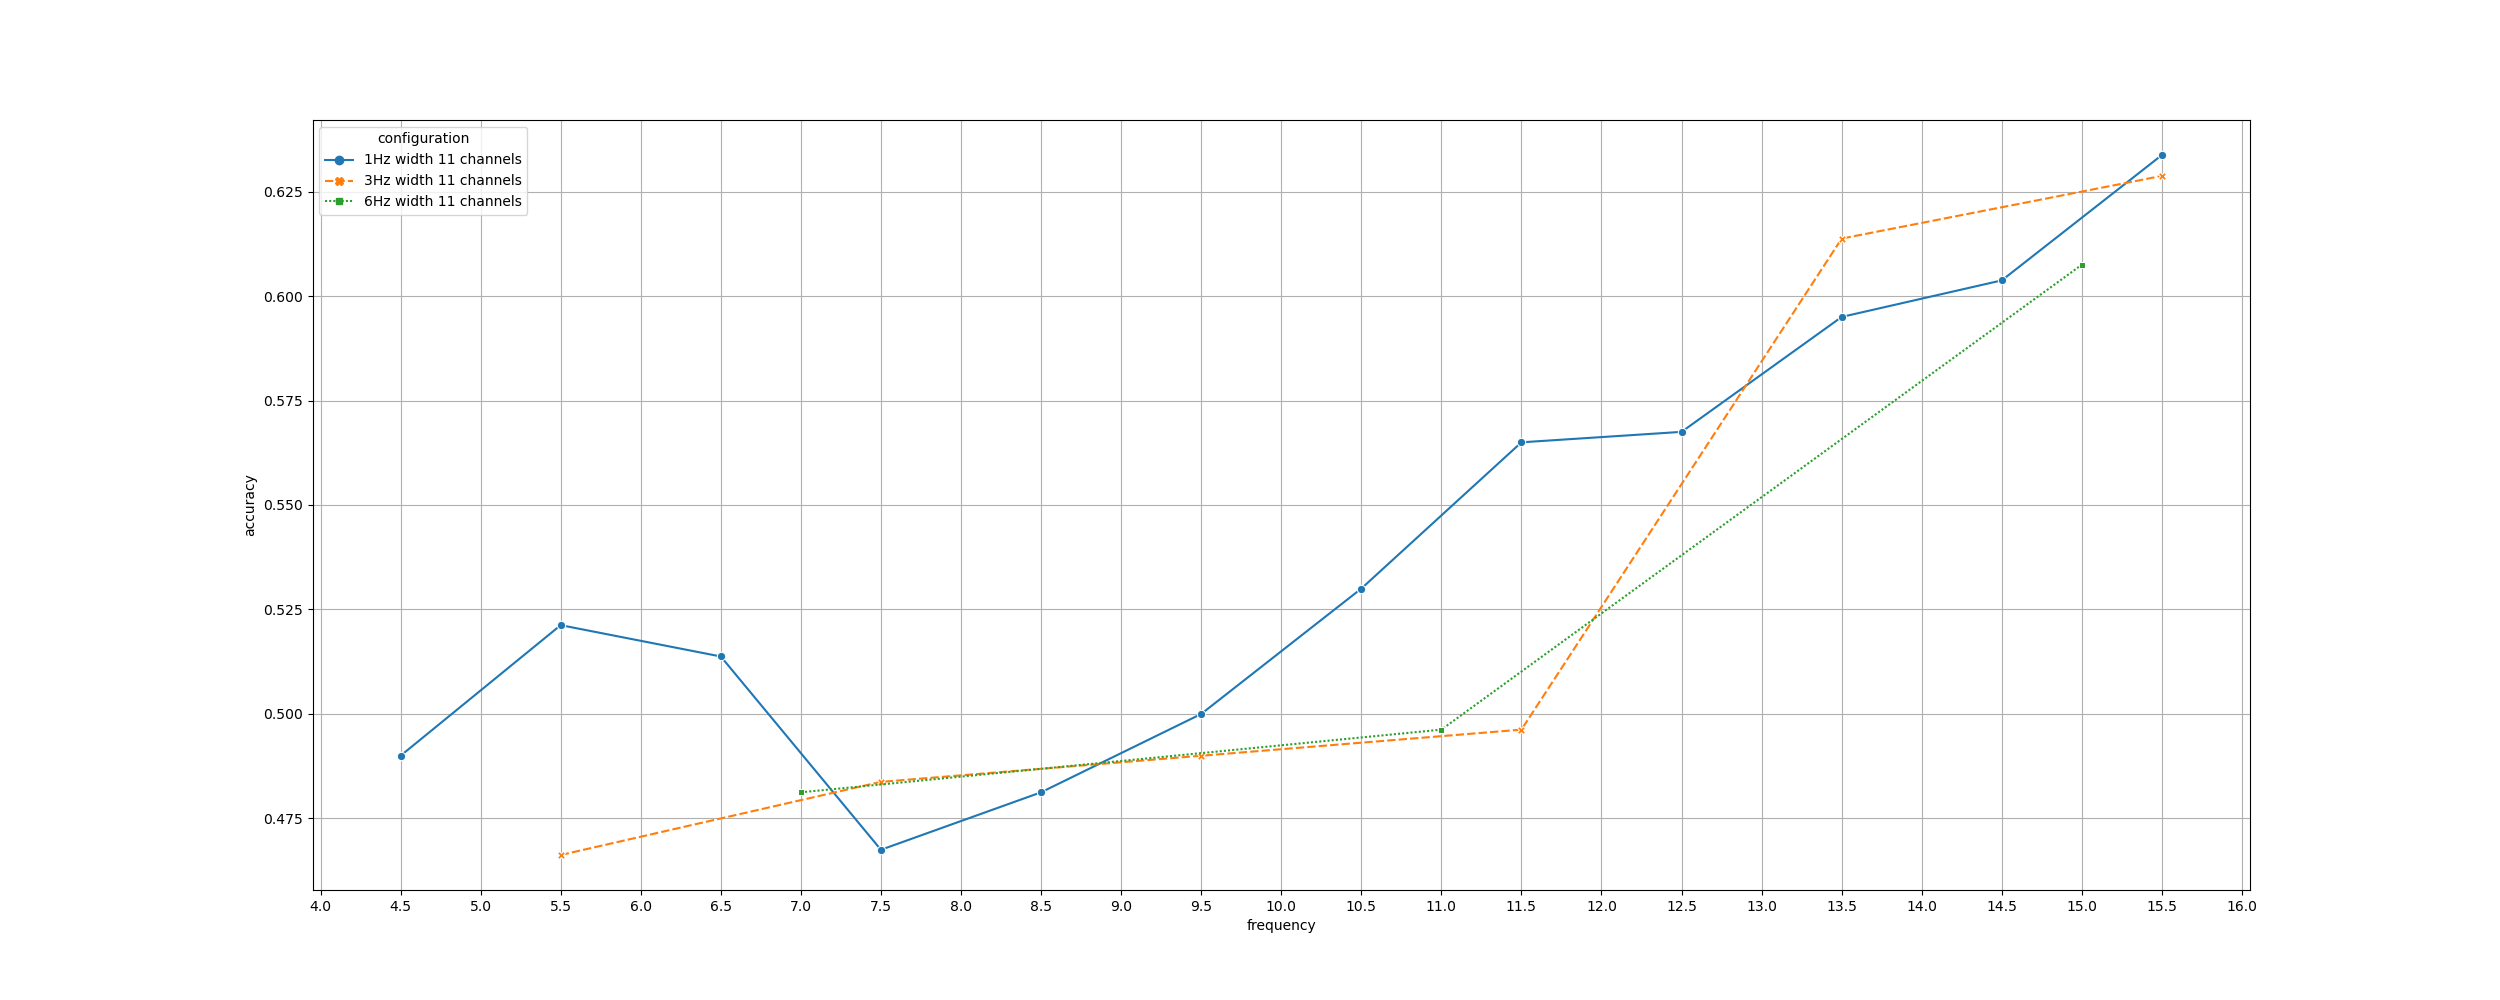 configuration
1Hz width 11 channels
3Hz width 11 channels
6Hz width 11 channels
0.625
0.600
0.575
0.550
0.525
0.500
0.475
accuracy
4.0 4.5 5.0 5.5 6.0 6.5 7.0 7.5 8.0 8.5 9.0 9.5 10.0 10.5 11.0 11.5 12.0 12.5 13.0 13.5 14.0 14.5 15.0 15.5 16.0
frequency